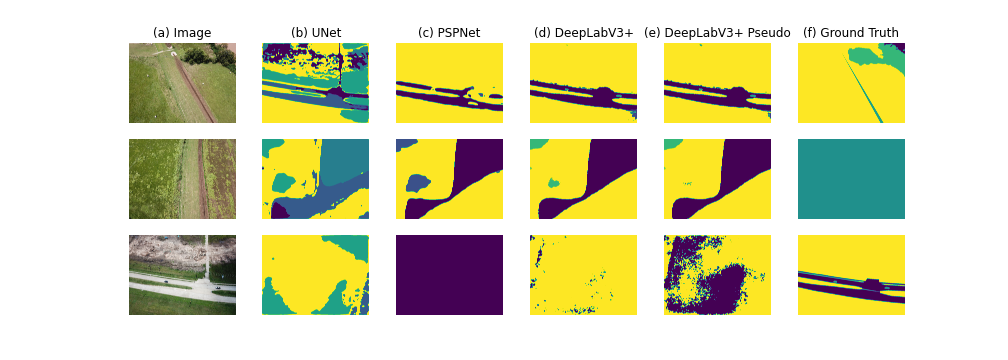 (a) Image
(b) UNet
(c) PSPNet
(d) DeepLabV3+
(e) DeepLabV3+ Pseudo
(f) Ground Truth